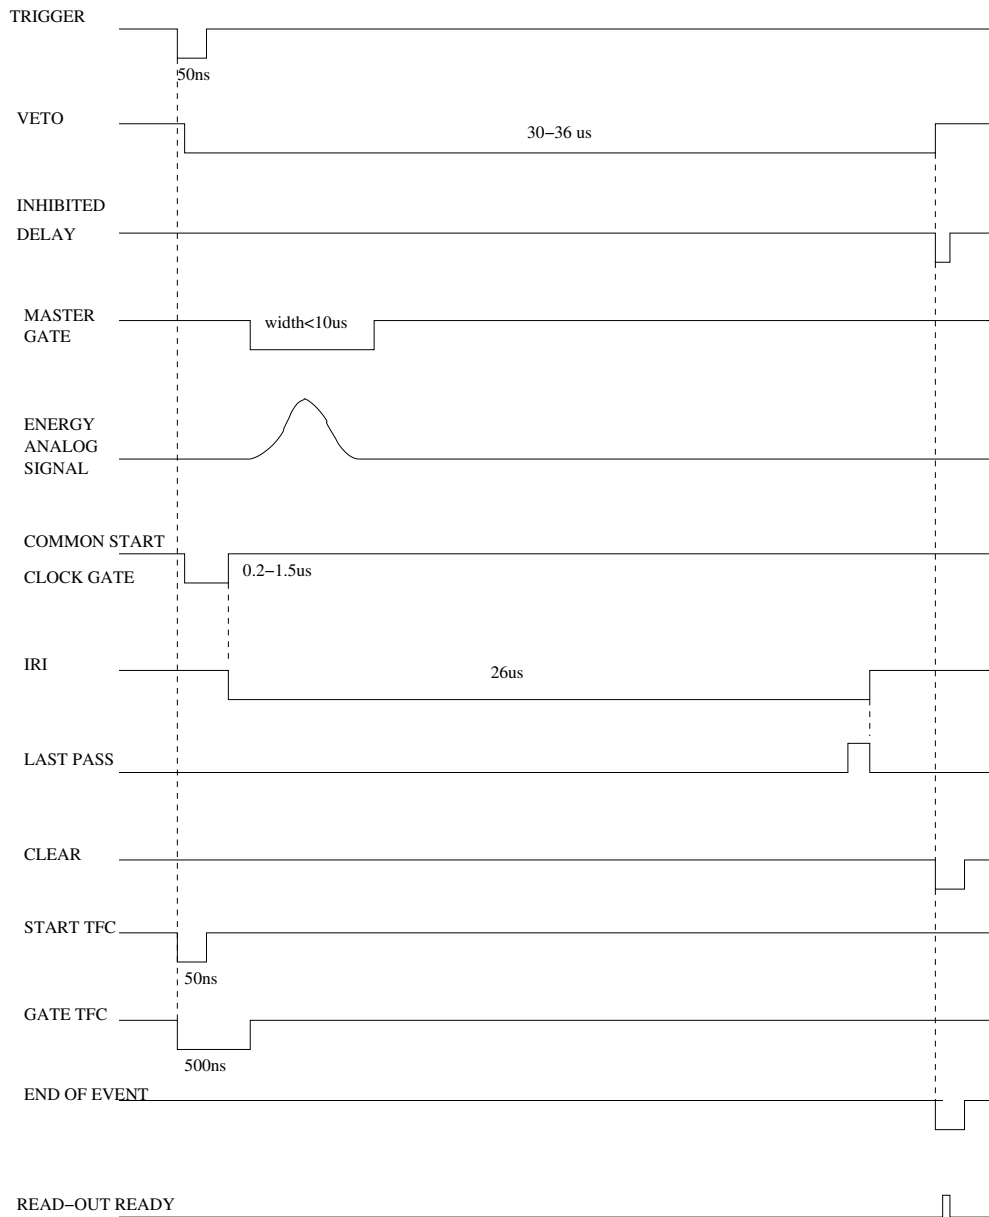 TRIGGER
50ns
VETO
30−36 us
INHIBITED
DELAY
MASTER
GATE
width<10us
ENERGY
ANALOG
SIGNAL
COMMON START
CLOCK GATE
0.2−1.5us
IRI
26us
LAST PASS
CLEAR
START TFC
50ns
GATE TFC
500ns
END OF EVENT
READ−OUT READY